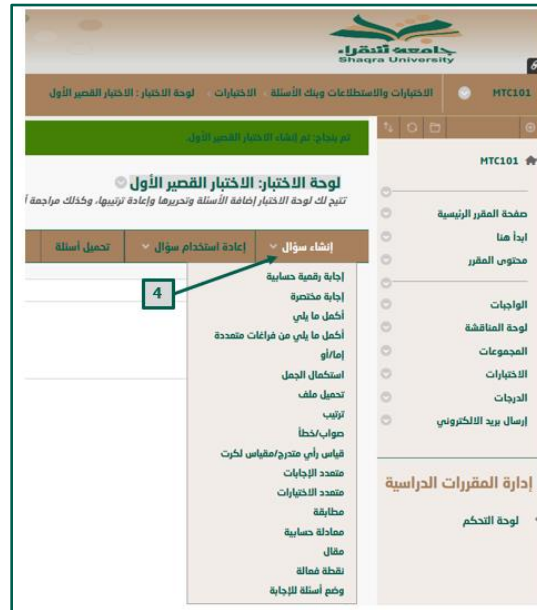 جامعة شقراء
Shaqra University
MTC101
الاختبارات والاستطلاعات وبنك الأسئلة
الاختبارات
لوحة الاختبار : الاختبار القصير الأول
تم بنجاح: تم إنشاء الاختبار القصير الأول.
MTC101
صفحة المقرر الرئيسية
ابدأ هنا
محتوى المقرر
الواجبات
لوحة المناقشة
المجموعات
الاختبارات
الدرجات
إرسال بريد الالكتروني
إدارة المقررات الدراسية
لوحة التحكم
لوحة الاختبار: الاختبار القصير الأول
تتيح لك لوحة الاختبار إضافة الأسئلة وتحريرها وإعادة ترتيبها، وكذلك مراجعة
إنشاء سؤال
إعادة استخدام سؤال
تحميل أسئلة
4
إجابة رقمية حسابية
إجابة مختصرة
أكمل ما يلي
أكمل ما يلي من فراغات متعددة
إما/أو
استكمال الجمل
تحميل ملف
ترتيب
صواب/خطأ
قياس رأي متدرج/مقياس لكرت
متعدد الإجابات
متعدد الاختيارات
مطابقة
معادلة حسابية
مقال
نقطة فعالة
وضع أسئلة للإجابة